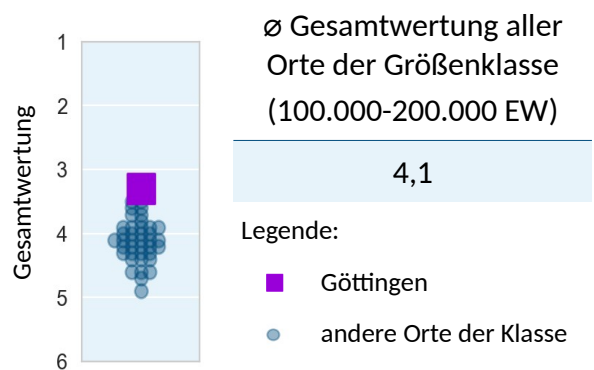 Gesamtwertung
1
2
3
4
5
6
⌀ Gesamtwertung aller
Orte der Größenklasse
(100.000-200.000 EW)
4,1
Legende:
Göttingen
andere Orte der Klasse